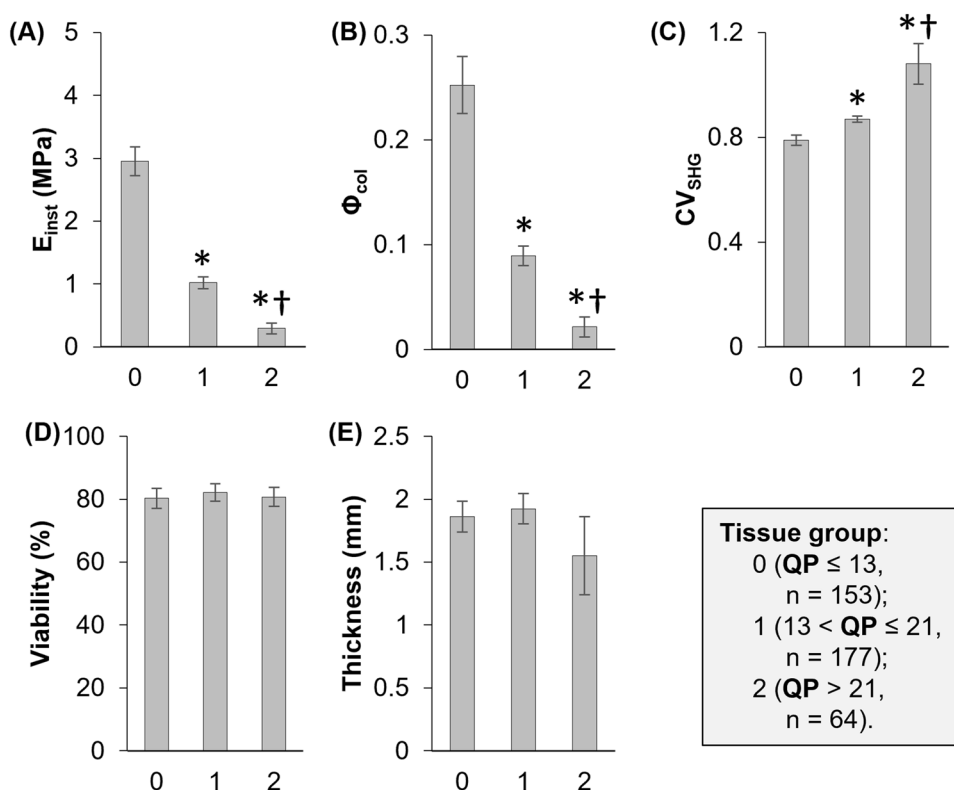 (A)
E_inst (MPa)
5
4
3
2
1
0
*
*†
0 1 2
(B)
Φ_col
0.3
0.2
0.1
0
*
*†
0 1 2
(C)
CV_SHG
1.2
0.8
0.4
0
*
*†
0 1 2
(D)
Viability (%)
100
80
60
40
20
0
0 1 2
(E)
Thickness (mm)
2.5
2
1.5
1
0.5
0
0 1 2
Tissue group:
0 (QP ≤ 13,
n = 153);
1 (13 < QP ≤ 21,
n = 177);
2 (QP > 21,
n = 64).